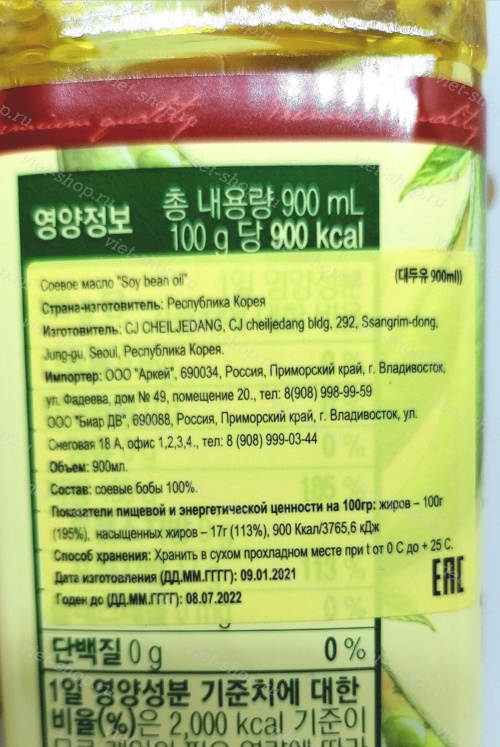 premium quality
Premium quality
영양정보
총 내용량 900 mL
100 g 당 900 kcal
Соевое масло "Soy bean oil". (대두유 900ml))
Страна-изготовитель: Республика Корея
Изготовитель: CJ CHEILJEDANG, CJ cheiljedang bldg, 292, Ssangrim-dong,
Jung-gu, Seoul, Республика Корея.
Импортер: ООО "Аркей", 690034, Россия, Приморский край, г. Владивосток,
ул. Фадеева, дом № 49, помещение 20., тел: 8(908) 998-99-59
ООО "Биар ДВ", 690088, Россия, Приморский край, г. Владивосток, ул.
Снеговая 18 А, офис 1,2,3,4., тел: 8 (908) 999-03-44
Объем: 900мл.
Состав: соевые бобы 100%.
Показатели пищевой и энергетической ценности на 100гр: жиров – 100г
(195%), насыщенных жиров – 17г (113%), 900 Ккал/3765,6 кДж
Способ хранения: Хранить в сухом прохладном месте при t от 0 С до + 25 С.
Дата изготовления (ДД.ММ.ГГГГ): 09.01.2021
Годен до (ДД.ММ.ГГГГ): 08.07.2022
EAC
단백질 0 g 0 %
1일 영양성분 기준치에 대한
비율(%)은 2,000 kcal 기준이
viet-shop.ru